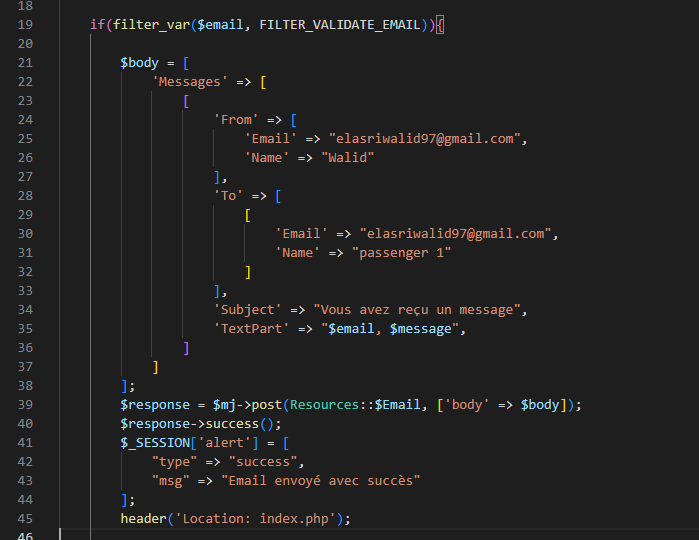 18
19 if(filter_var($email, FILTER_VALIDATE_EMAIL)){
20
21 $body = [
22 'Messages' => [
23 [
24 'From' => [
25 'Email' => "elasriwalid97@gmail.com",
26 'Name' => "Walid"
27 ],
28 'To' => [
29 [
30 'Email' => "elasriwalid97@gmail.com",
31 'Name' => "passenger 1"
32 ]
33 ],
34 'Subject' => "Vous avez reçu un message",
35 'TextPart' => "$email, $message",
36 ]
37 ]
38 ];
39 $response = $mj->post(Resources::$Email, ['body' => $body]);
40 $response->success();
41 $_SESSION['alert'] = [
42 "type" => "success",
43 "msg" => "Email envoyé avec succès"
44 ];
45 header('Location: index.php');
46